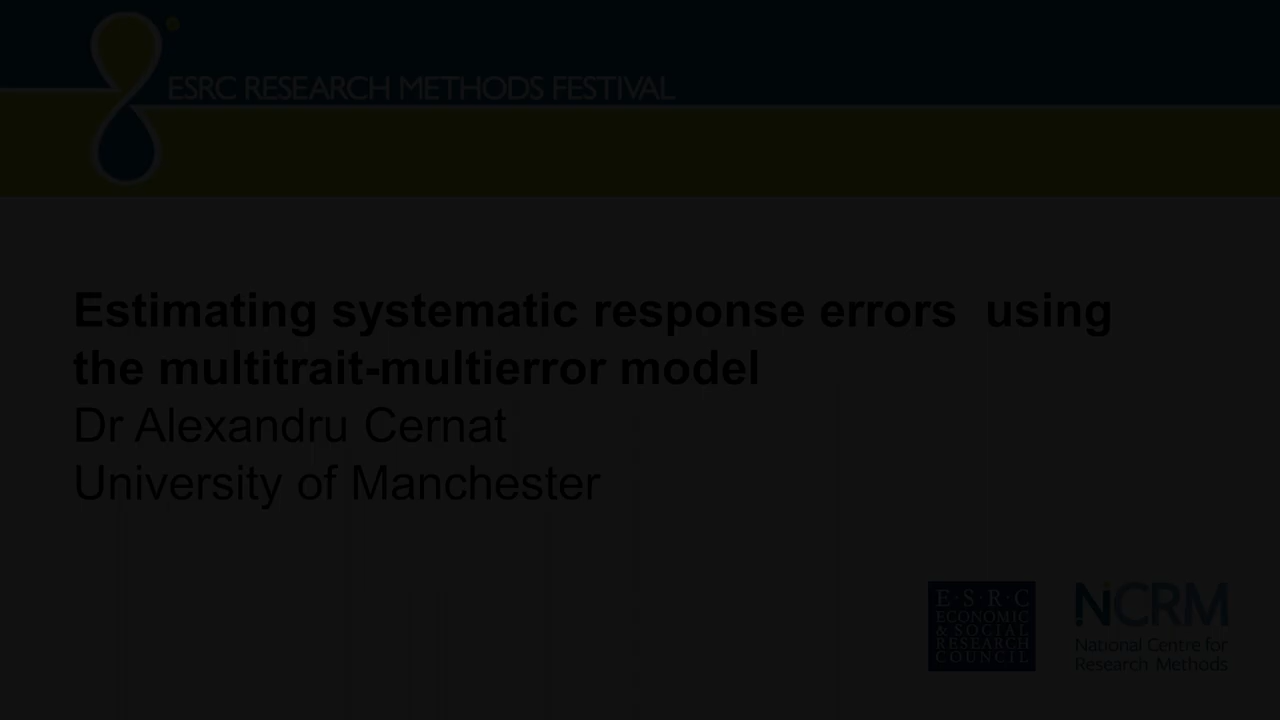 ESRC RESEARCH METHODS FESTIVAL
Estimating systematic response errors  using
the multitrait-multierror model
Dr Alexandru Cernat
University of Manchester
E·S·R·C
ECONOMIC
& SOCIAL
RESEARCH
COUNCIL
NCRM
National Centre for
Research Methods